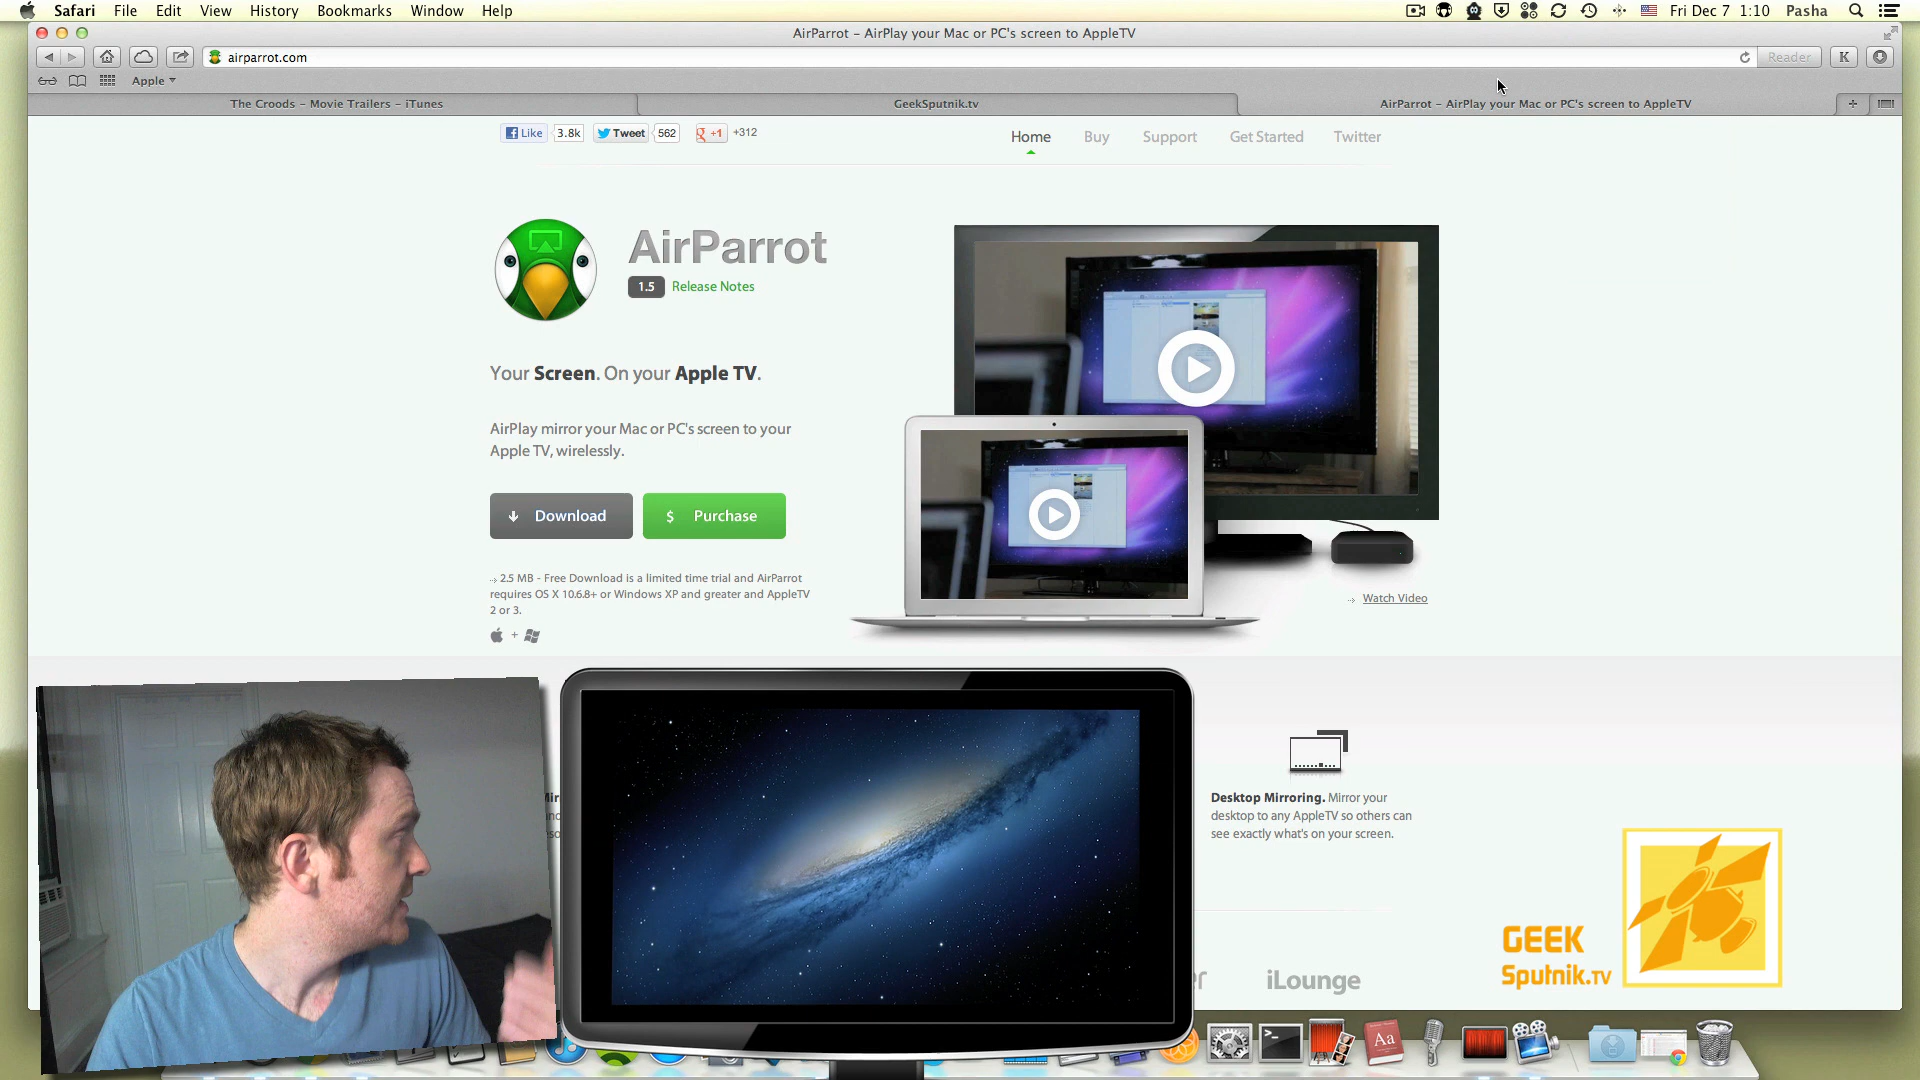 Safari File Edit View History Bookmarks Window Help
Fri Dec 7 1:10 Pasha
AirParrot – AirPlay your Mac or PC's screen to AppleTV
airparrot.com
Reader
K
Apple
The Croods – Movie Trailers – iTunes
GeekSputnik.tv
AirParrot – AirPlay your Mac or PC's screen to AppleTV
Like 3.8k Tweet 562 +1 +312
Home Buy Support Get Started Twitter
AirParrot
1.5 Release Notes
Your Screen. On your Apple TV.
AirPlay mirror your Mac or PC's screen to your
Apple TV, wirelessly.
Download
$ Purchase
2.5 MB - Free Download is a limited time trial and AirParrot
requires OS X 10.6.8+ or Windows XP and greater and AppleTV
2 or 3.
+
Watch Video
Desktop Mirroring. Mirror your
desktop to any AppleTV so others can
see exactly what's on your screen.
iLounge
GEEK
Sputnik.TV
Aa